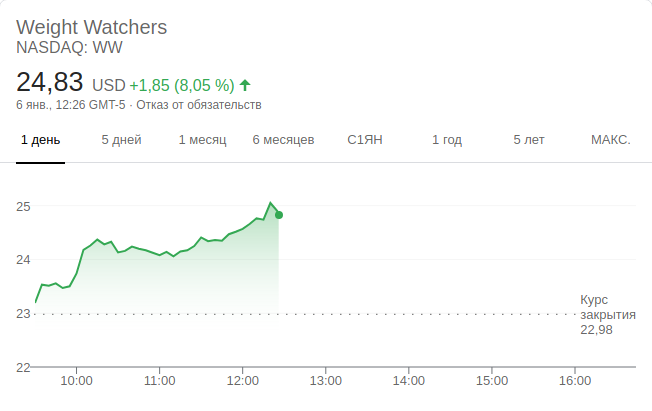 Weight Watchers
NASDAQ: WW
24,83 USD +1,85 (8,05 %)
6 янв., 12:26 GMT-5 · Отказ от обязательств
1 день 5 дней 1 месяц 6 месяцев С1ЯН 1 год 5 лет МАКС.
25
24
23
22
Курс
закрытия
22,98
10:00 11:00 12:00 13:00 14:00 15:00 16:00